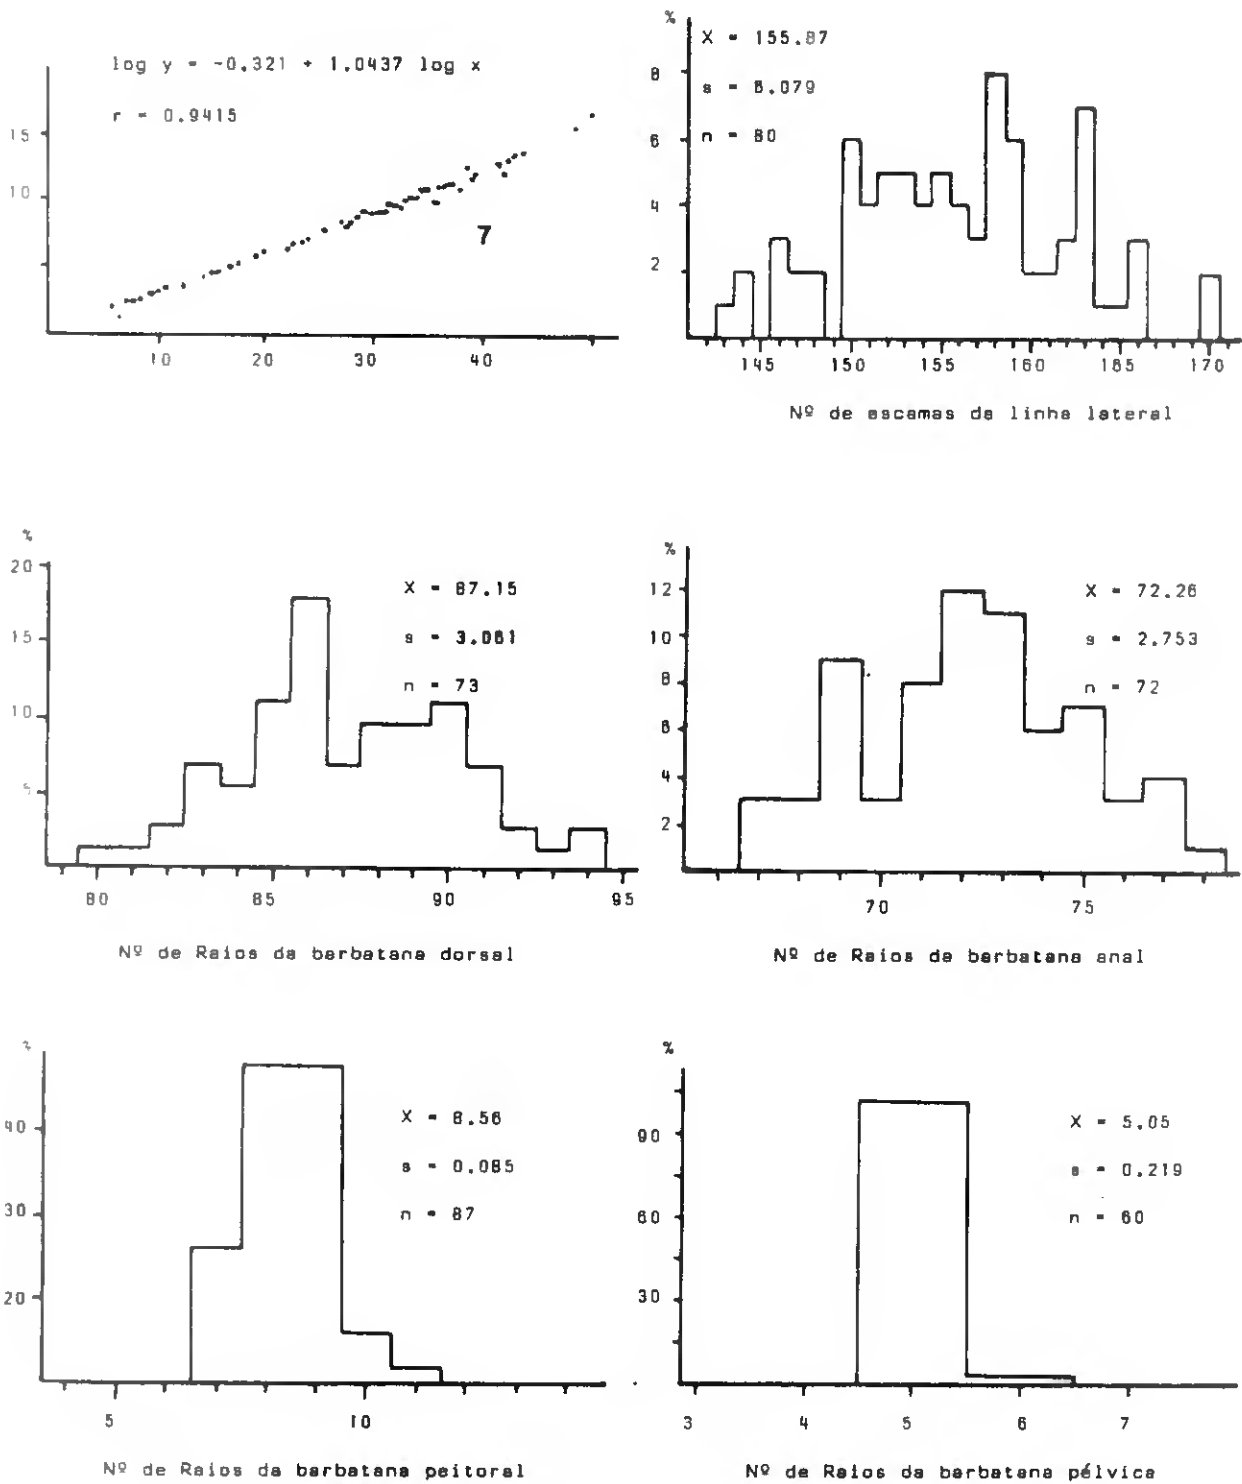 log y = -0.321 + 1.0437 log x
r = 0.9415
15
10
7
10 20 30 40
%
X = 155.87
s = 6.079
n = 80
8
6
4
2
145 150 155 160 165 170
Nº de escamas da linha lateral
%
20
15
10
5
X = 87.15
s = 3.061
n = 73
80 85 90 95
Nº de Raios da barbatana dorsal
%
12
10
8
6
4
2
X = 72.26
s = 2.753
n = 72
70 75
Nº de Raios da barbatana anal
%
40
30
20
X = 8.56
s = 0.085
n = 87
5 10
Nº de Raios da barbatana peitoral
%
90
60
30
X = 5.05
s = 0.219
n = 60
3 4 5 6 7
Nº de Raios da barbatana pélvica